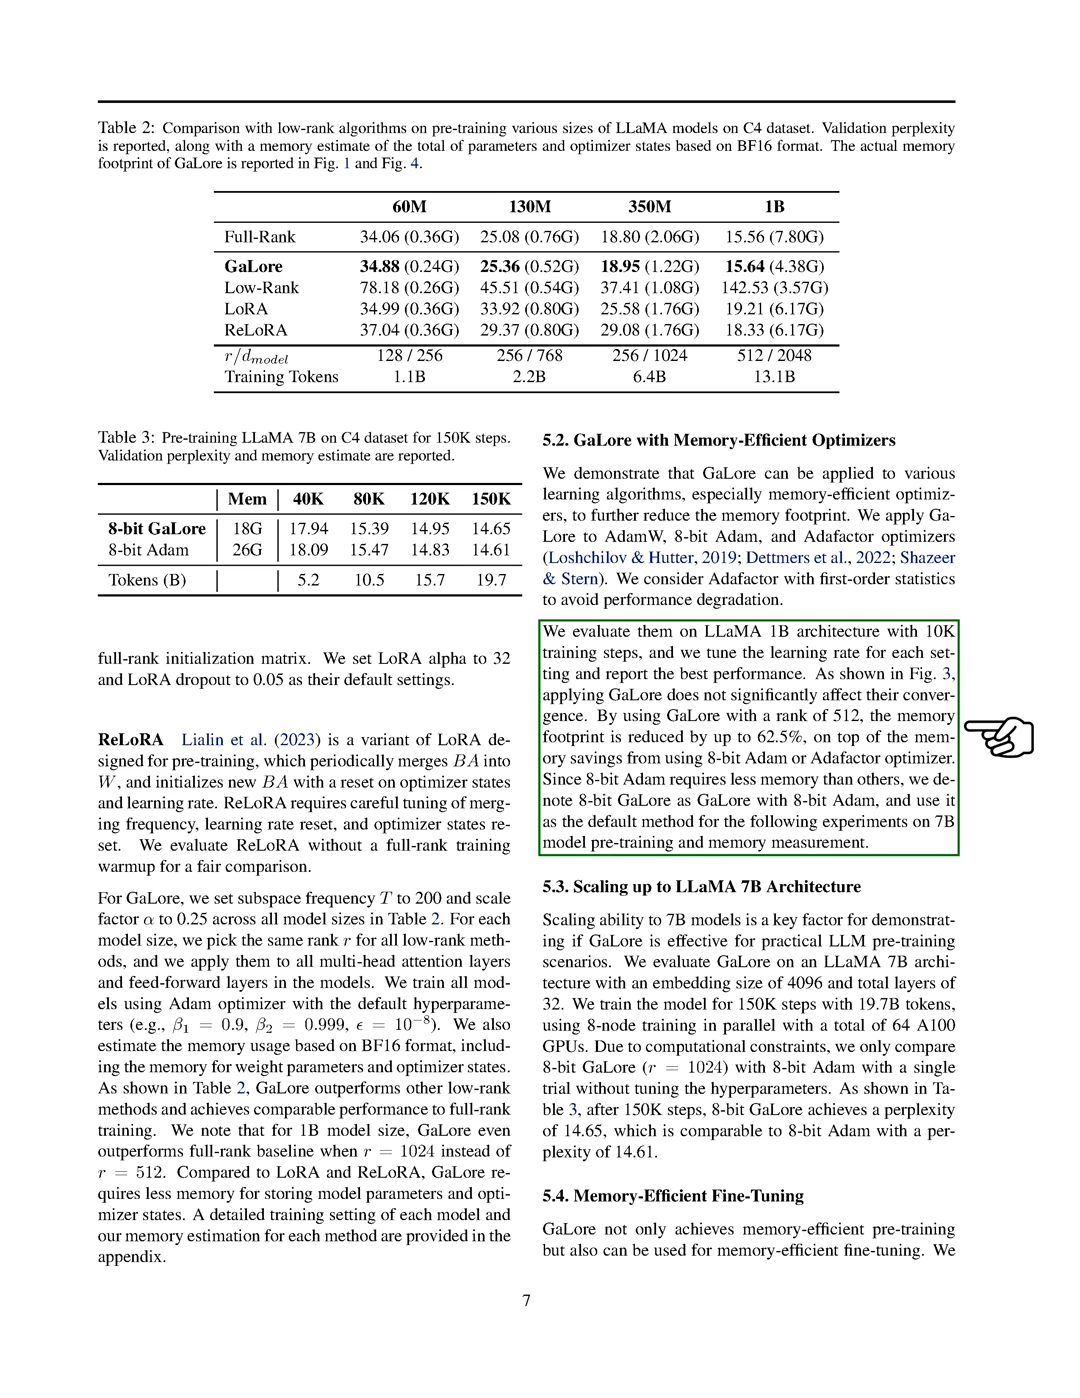 Table 2: Comparison with low-rank algorithms on pre-training various sizes of LLaMA models on C4 dataset. Validation perplexity
is reported, along with a memory estimate of the total of parameters and optimizer states based on BF16 format. The actual memory
footprint of GaLore is reported in Fig. 1 and Fig. 4.
60M 130M 350M 1B
Full-Rank 34.06 (0.36G) 25.08 (0.76G) 18.80 (2.06G) 15.56 (7.80G)
GaLore 34.88 (0.24G) 25.36 (0.52G) 18.95 (1.22G) 15.64 (4.38G)
Low-Rank 78.18 (0.26G) 45.51 (0.54G) 37.41 (1.08G) 142.53 (3.57G)
LoRA 34.99 (0.36G) 33.92 (0.80G) 25.58 (1.76G) 19.21 (6.17G)
ReLoRA 37.04 (0.36G) 29.37 (0.80G) 29.08 (1.76G) 18.33 (6.17G)
r/d_model 128 / 256 256 / 768 256 / 1024 512 / 2048
Training Tokens 1.1B 2.2B 6.4B 13.1B
Table 3: Pre-training LLaMA 7B on C4 dataset for 150K steps.
Validation perplexity and memory estimate are reported.
Mem 40K 80K 120K 150K
8-bit GaLore 18G 17.94 15.39 14.95 14.65
8-bit Adam 26G 18.09 15.47 14.83 14.61
Tokens (B) 5.2 10.5 15.7 19.7
full-rank initialization matrix. We set LoRA alpha to 32
and LoRA dropout to 0.05 as their default settings.
ReLoRA Lialin et al. (2023) is a variant of LoRA de-
signed for pre-training, which periodically merges BA into
W, and initializes new BA with a reset on optimizer states
and learning rate. ReLoRA requires careful tuning of merg-
ing frequency, learning rate reset, and optimizer states re-
set. We evaluate ReLoRA without a full-rank training
warmup for a fair comparison.
For GaLore, we set subspace frequency T to 200 and scale
factor α to 0.25 across all model sizes in Table 2. For each
model size, we pick the same rank r for all low-rank meth-
ods, and we apply them to all multi-head attention layers
and feed-forward layers in the models. We train all mod-
els using Adam optimizer with the default hyperparame-
ters (e.g., β₁ = 0.9, β₂ = 0.999, ϵ = 10⁻⁸). We also
estimate the memory usage based on BF16 format, includ-
ing the memory for weight parameters and optimizer states.
As shown in Table 2, GaLore outperforms other low-rank
methods and achieves comparable performance to full-rank
training. We note that for 1B model size, GaLore even
outperforms full-rank baseline when r = 1024 instead of
r = 512. Compared to LoRA and ReLoRA, GaLore re-
quires less memory for storing model parameters and opti-
mizer states. A detailed training setting of each model and
our memory estimation for each method are provided in the
appendix.
5.2. GaLore with Memory-Efficient Optimizers
We demonstrate that GaLore can be applied to various
learning algorithms, especially memory-efficient optimiz-
ers, to further reduce the memory footprint. We apply Ga-
Lore to AdamW, 8-bit Adam, and Adafactor optimizers
(Loshchilov & Hutter, 2019; Dettmers et al., 2022; Shazeer
& Stern). We consider Adafactor with first-order statistics
to avoid performance degradation.
We evaluate them on LLaMA 1B architecture with 10K
training steps, and we tune the learning rate for each set-
ting and report the best performance. As shown in Fig. 3,
applying GaLore does not significantly affect their conver-
gence. By using GaLore with a rank of 512, the memory
footprint is reduced by up to 62.5%, on top of the mem-
ory savings from using 8-bit Adam or Adafactor optimizer.
Since 8-bit Adam requires less memory than others, we de-
note 8-bit GaLore as GaLore with 8-bit Adam, and use it
as the default method for the following experiments on 7B
model pre-training and memory measurement.
5.3. Scaling up to LLaMA 7B Architecture
Scaling ability to 7B models is a key factor for demonstrat-
ing if GaLore is effective for practical LLM pre-training
scenarios. We evaluate GaLore on an LLaMA 7B archi-
tecture with an embedding size of 4096 and total layers of
32. We train the model for 150K steps with 19.7B tokens,
using 8-node training in parallel with a total of 64 A100
GPUs. Due to computational constraints, we only compare
8-bit GaLore (r = 1024) with 8-bit Adam with a single
trial without tuning the hyperparameters. As shown in Ta-
ble 3, after 150K steps, 8-bit GaLore achieves a perplexity
of 14.65, which is comparable to 8-bit Adam with a per-
plexity of 14.61.
5.4. Memory-Efficient Fine-Tuning
GaLore not only achieves memory-efficient pre-training
but also can be used for memory-efficient fine-tuning. We
7